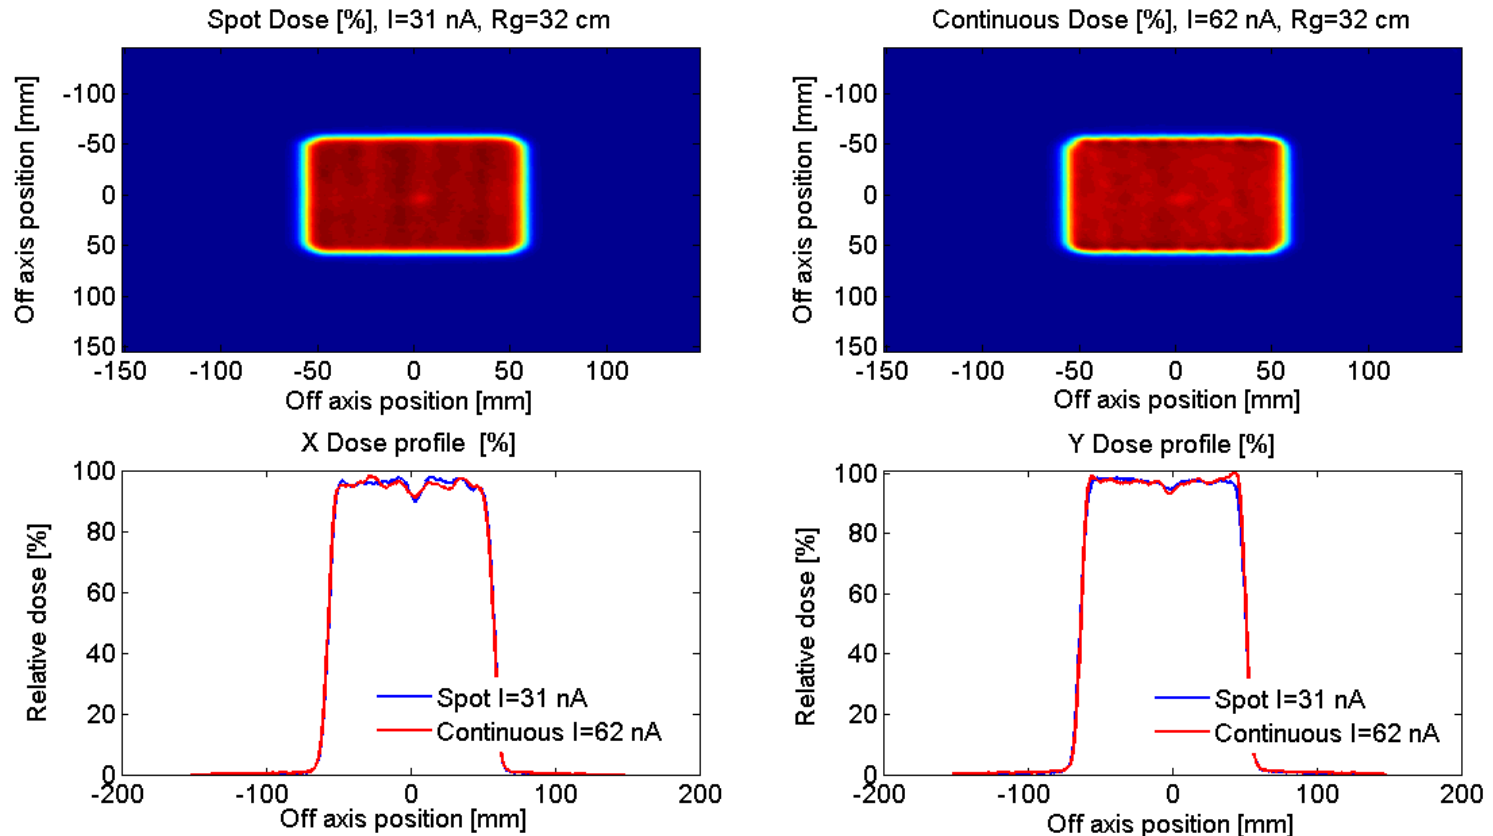 Spot Dose [%], I=31 nA, Rg=32 cm
Off axis position [mm]
-100
-50
0
50
100
150
-150 -100 -50 0 50 100
Off axis position [mm]
Continuous Dose [%], I=62 nA, Rg=32 cm
Off axis position [mm]
-100
-50
0
50
100
150
-150 -100 -50 0 50 100
Off axis position [mm]
X Dose profile [%]
Relative dose [%]
100
80
60
40
20
0
Spot I=31 nA
Continuous I=62 nA
-200 -100 0 100 200
Off axis position [mm]
Y Dose profile [%]
Relative dose [%]
100
80
60
40
20
0
Spot I=31 nA
Continuous I=62 nA
-200 -100 0 100 200
Off axis position [mm]